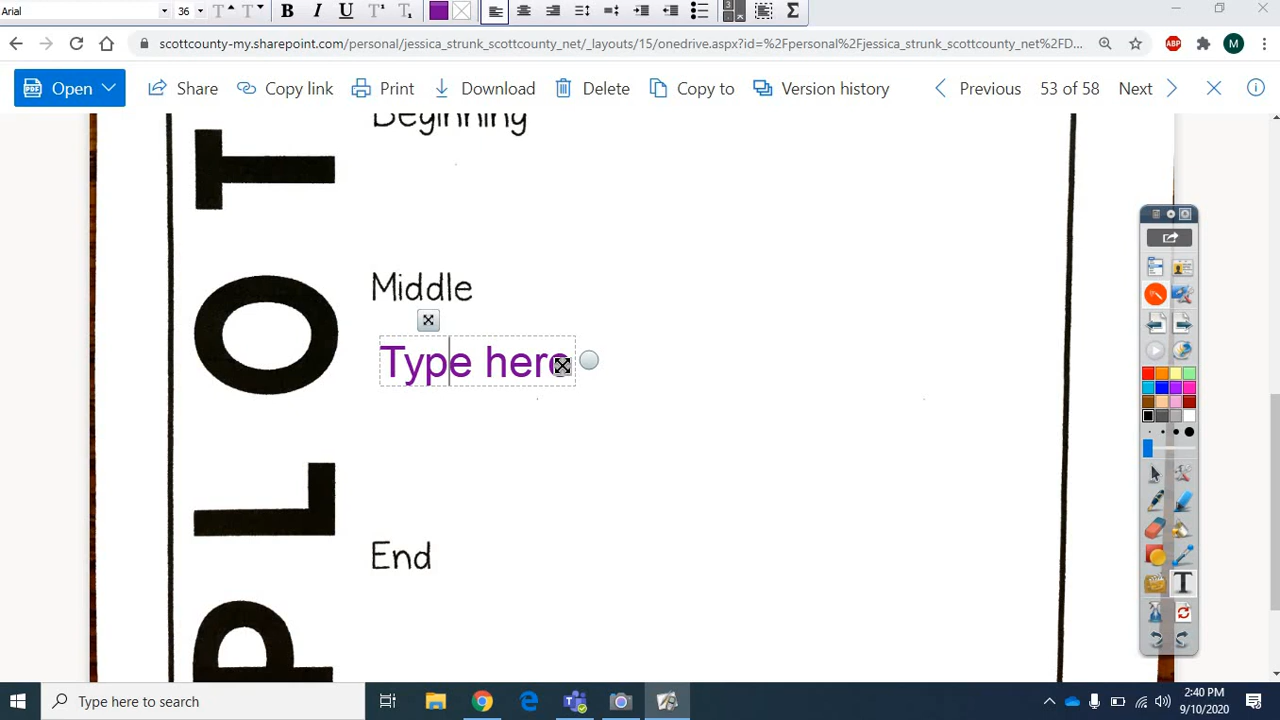 Arial 36 B I U T T
scottcounty-my.sharepoint.com/personal/jessica_strunk_scottcounty_net/_layouts/15/onedrive.aspx?id=%2Fpersonal%2Fjessica_strunk_scottcounty_net%2FD... ABP M
Open Share Copy link Print Download Delete Copy to Version history Previous 53 of 58 Next
Beginning
PLOT
Middle
Type here
End
T
Type here to search
2:40 PM
9/10/2020